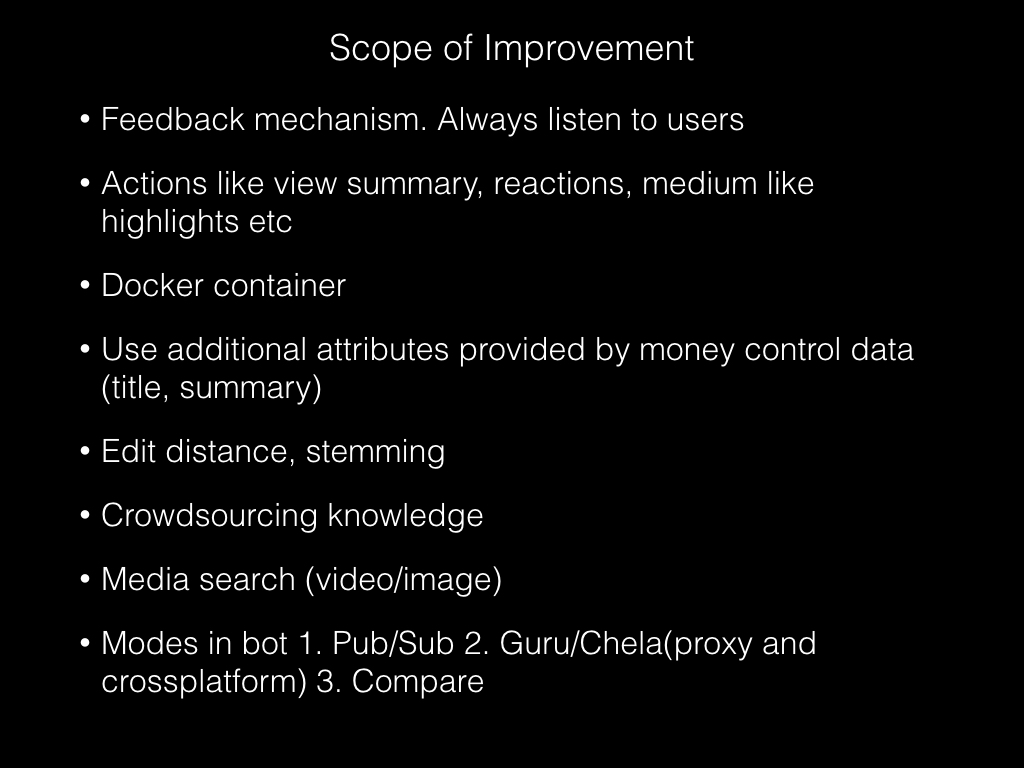 Scope of Improvement
• Feedback mechanism. Always listen to users
• Actions like view summary, reactions, medium like
highlights etc
• Docker container
• Use additional attributes provided by money control data
(title, summary)
• Edit distance, stemming
• Crowdsourcing knowledge
• Media search (video/image)
• Modes in bot 1. Pub/Sub 2. Guru/Chela(proxy and
crossplatform) 3. Compare